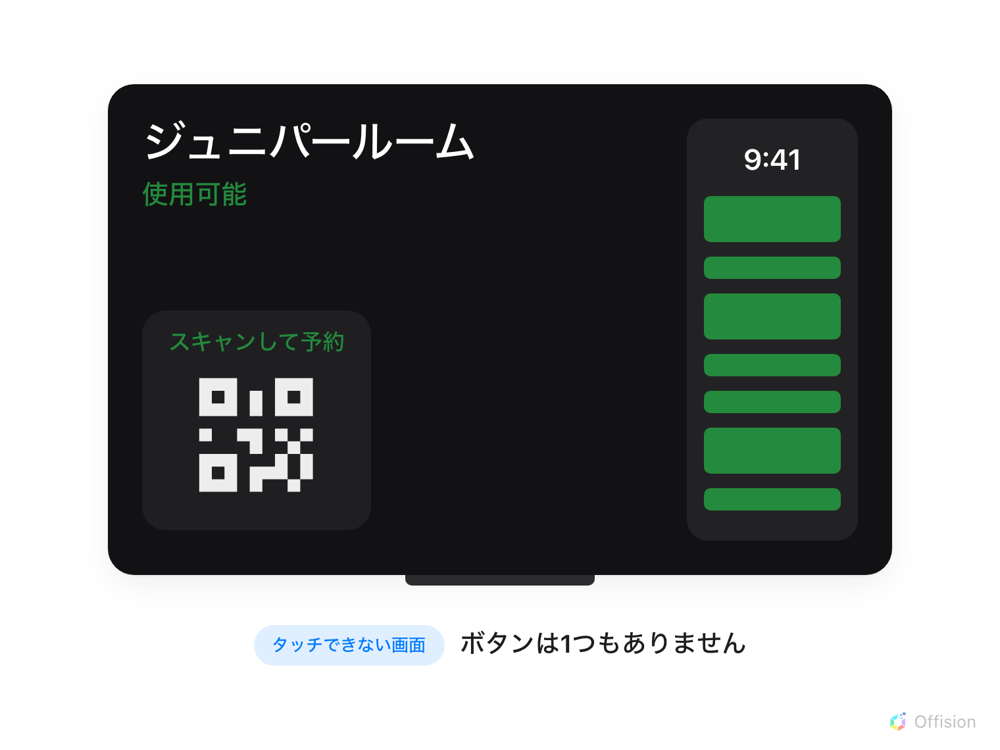 ジュニパールーム
使用可能
9:41
スキャンして予約
タッチできない画面
ボタンは1つもありません
Offision